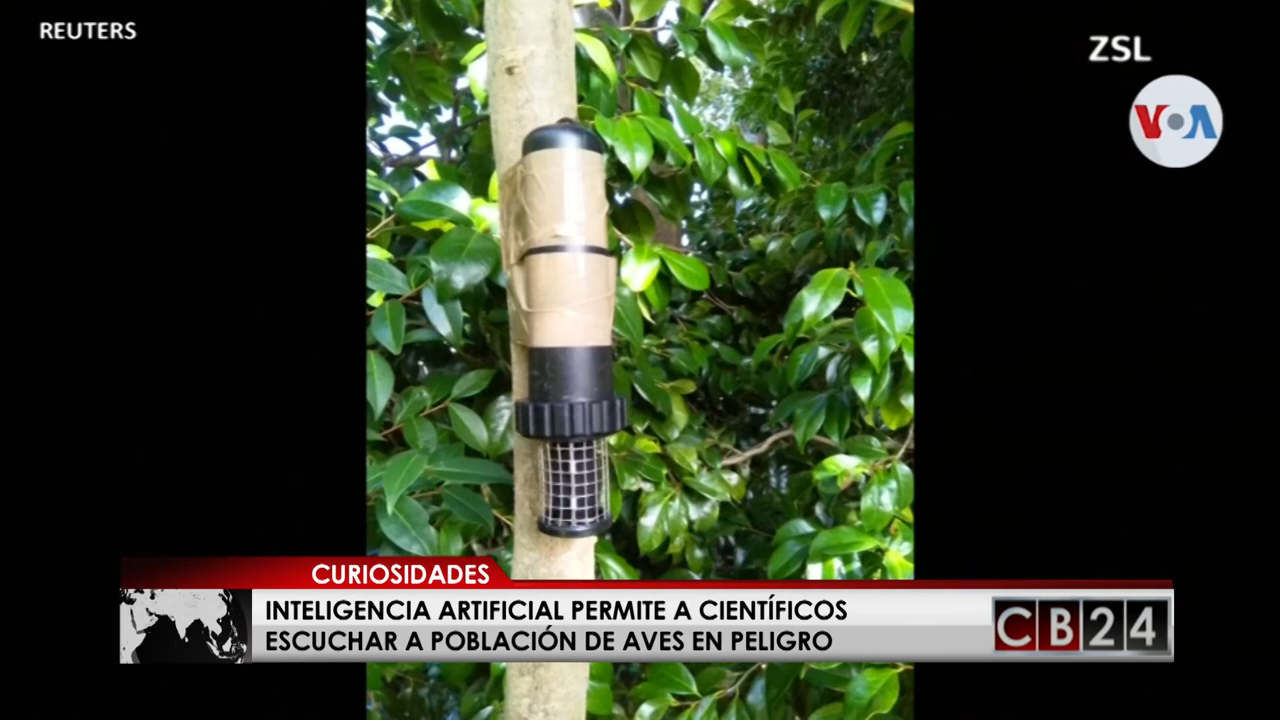 REUTERS
ZSL
VOA
CURIOSIDADES
INTELIGENCIA ARTIFICIAL PERMITE A CIENTÍFICOS
ESCUCHAR A POBLACIÓN DE AVES EN PELIGRO
CB24